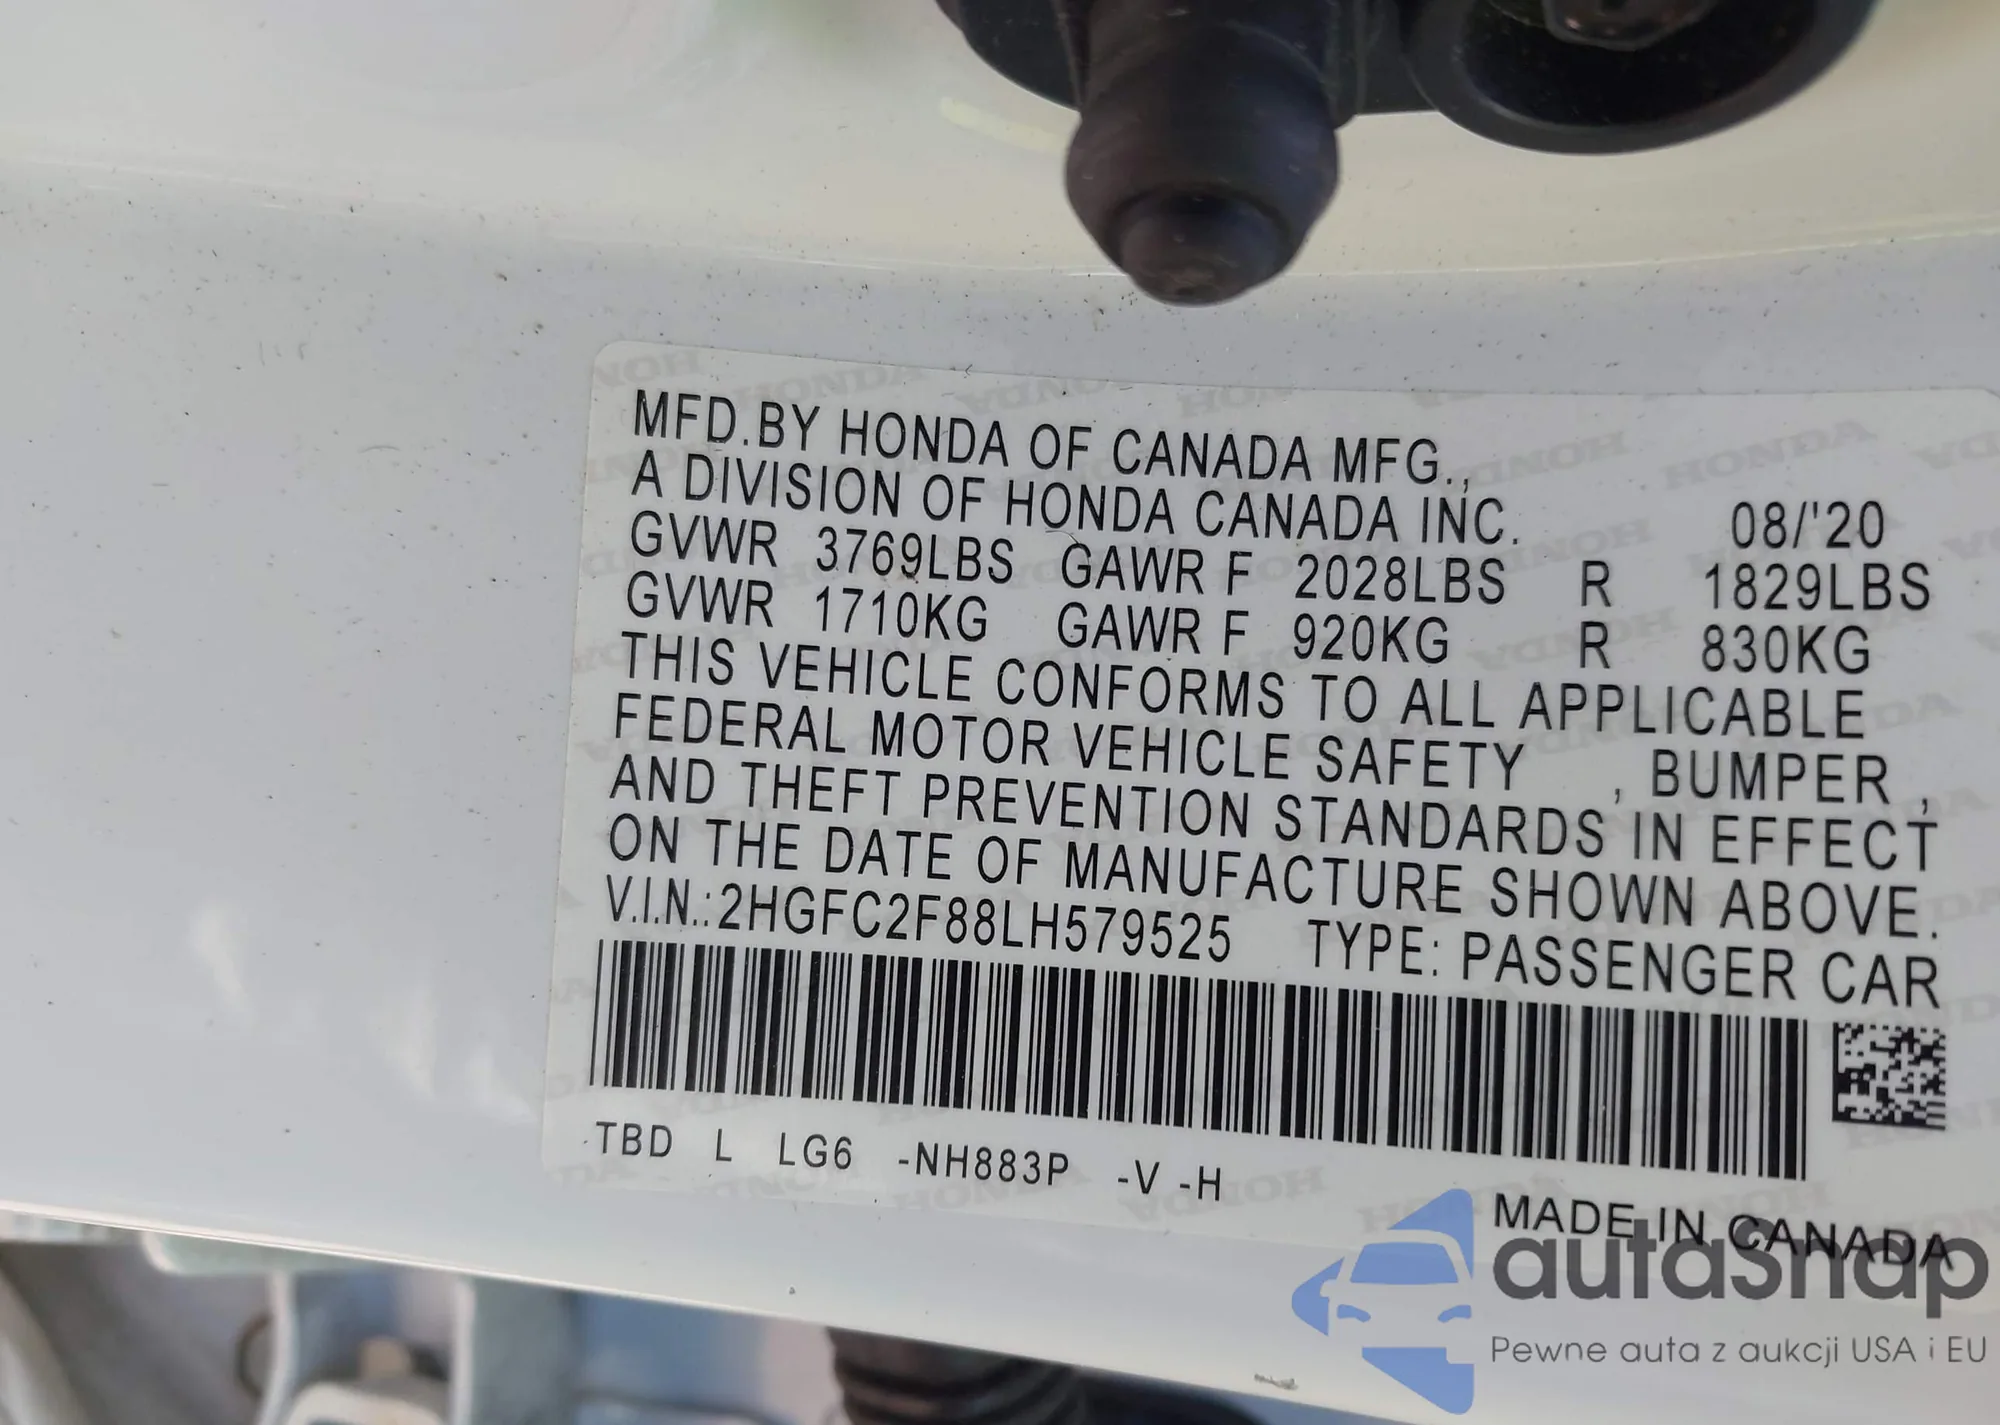 MFD.BY HONDA OF CANADA MFG.,
A DIVISION OF HONDA CANADA INC. 08/'20
GVWR 3769LBS GAWR F 2028LBS R 1829LBS
GVWR 1710KG GAWR F 920KG R 830KG
THIS VEHICLE CONFORMS TO ALL APPLICABLE
FEDERAL MOTOR VEHICLE SAFETY , BUMPER ,
AND THEFT PREVENTION STANDARDS IN EFFECT
ON THE DATE OF MANUFACTURE SHOWN ABOVE.
V.I.N.:2HGFC2F88LH579525 TYPE: PASSENGER CAR
TBD L LG6 -NH883P -V -H
MADE IN CANADA
autaSnap
Pewne auta z aukcji USA i EU